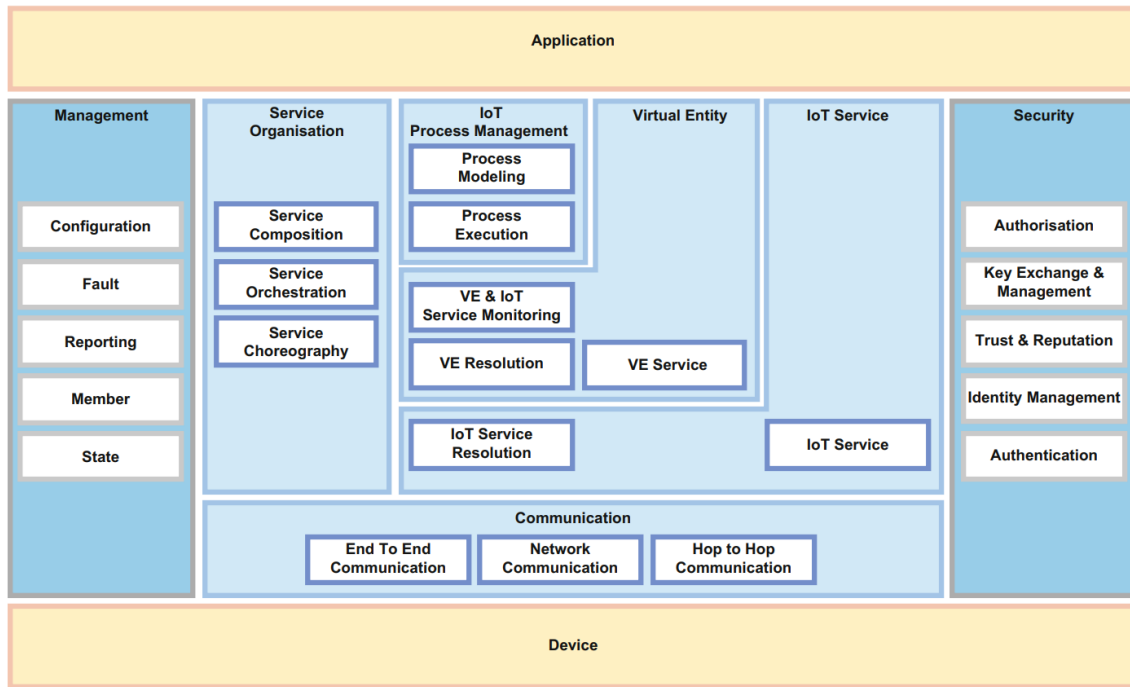 Application
Management
Configuration
Fault
Reporting
Member
State
Service
Organisation
Service
Composition
Service
Orchestration
Service
Choreography
IoT
Process Management
Process
Modeling
Process
Execution
Virtual Entity
VE & IoT
Service Monitoring
VE Resolution
VE Service
IoT Service
IoT Service
Resolution
IoT Service
Security
Authorisation
Key Exchange &
Management
Trust & Reputation
Identity Management
Authentication
Communication
End To End
Communication
Network
Communication
Hop to Hop
Communication
Device